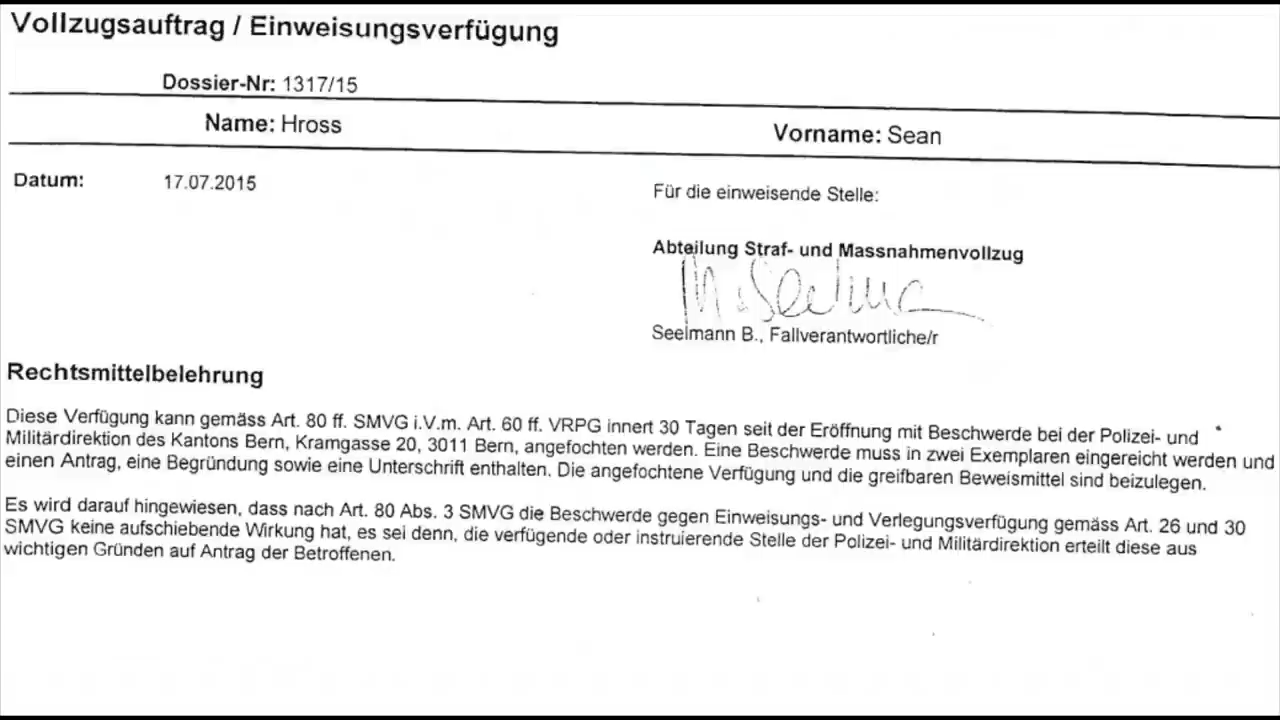 Vollzugsauftrag / Einweisungsverfügung
Dossier-Nr: 1317/15
Name: Hross Vorname: Sean
Datum: 17.07.2015
Für die einweisende Stelle:
Abteilung Straf- und Massnahmenvollzug
Seelmann B., Fallverantwortliche/r
Rechtsmittelbelehrung
Diese Verfügung kann gemäss Art. 80 ff. SMVG i.V.m. Art. 60 ff. VRPG innert 30 Tagen seit der Eröffnung mit Beschwerde bei der Polizei- und
Militärdirektion des Kantons Bern, Kramgasse 20, 3011 Bern, angefochten werden. Eine Beschwerde muss in zwei Exemplaren eingereicht werden und
einen Antrag, eine Begründung sowie eine Unterschrift enthalten. Die angefochtene Verfügung und die greifbaren Beweismittel sind beizulegen.
Es wird darauf hingewiesen, dass nach Art. 80 Abs. 3 SMVG die Beschwerde gegen Einweisungs- und Verlegungsverfügung gemäss Art. 26 und 30
SMVG keine aufschiebende Wirkung hat, es sei denn, die verfügende oder instruierende Stelle der Polizei- und Militärdirektion erteilt diese aus
wichtigen Gründen auf Antrag der Betroffenen.